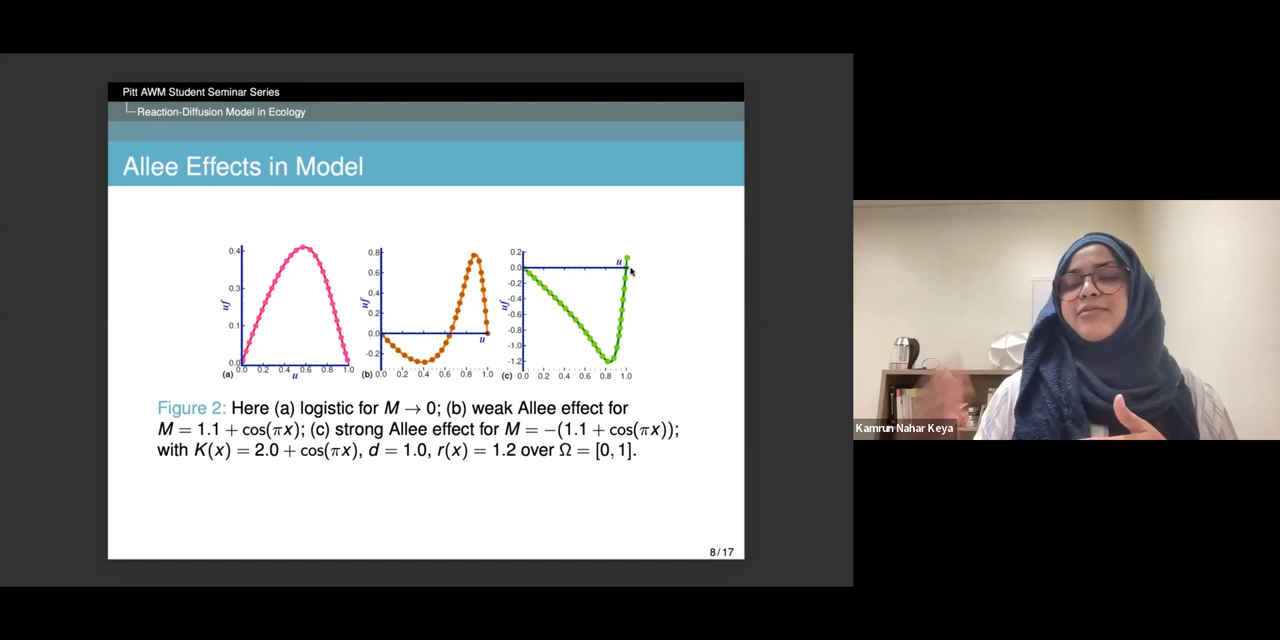 Pitt AWM Student Seminar Series
Reaction-Diffusion Model in Ecology
Allee Effects in Model
0.4
0.3
0.1
0.0
uf
0.0 0.2 0.4 0.6 0.8 1.0
u
(a)
0.8
0.6
0.4
0.2
0.0
-0.2
uf
u
0.0 0.2 0.4 0.6 0.8 1.0
(b)
0.2
0.0
-0.2
-0.4
-0.6
-0.8
-1.0
-1.2
uf
u
0.0 0.2 0.4 0.6 0.8 1.0
(c)
Figure 2: Here (a) logistic for M → 0; (b) weak Allee effect for
M = 1.1 + cos(πx); (c) strong Allee effect for M = −(1.1 + cos(πx));
with K(x) = 2.0 + cos(πx), d = 1.0, r(x) = 1.2 over Ω = [0, 1].
8 / 17
Kamrun Nahar Keya